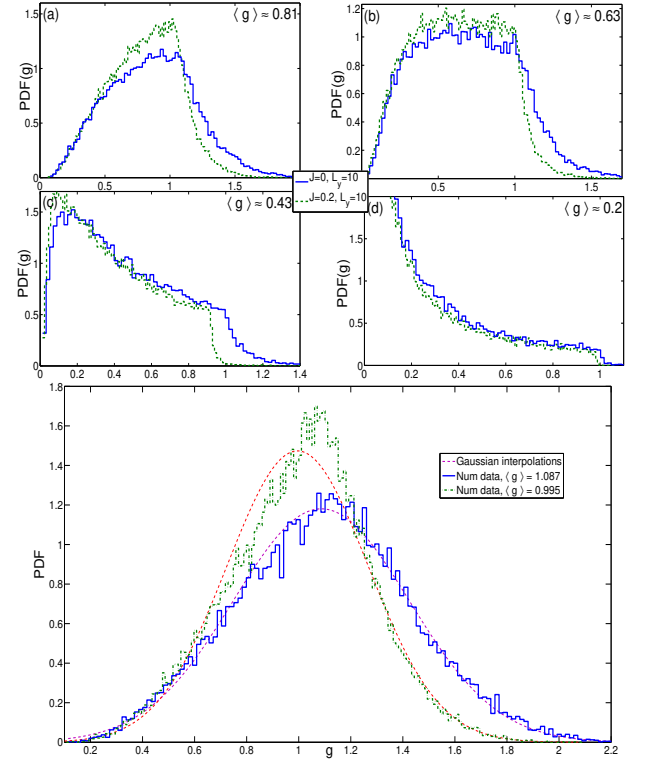 (a)
⟨ g ⟩ ≈ 0.81
PDF(g)
1.5
1
0.5
0
0 0.5 1 1.5
(b)
⟨ g ⟩ ≈ 0.63
PDF(g)
1.2
1
0.8
0.6
0.4
0.2
0.5 1 1.5
J=0, L_y=10
J=0.2, L_y=10
(c)
⟨ g ⟩ ≈ 0.43
PDF(g)
1.5
1
0.5
0
0 0.2 0.4 0.6 0.8 1 1.2 1.4
(d)
⟨ g ⟩ ≈ 0.2
PDF(g)
1.5
1
0.5
0 0.2 0.4 0.6 0.8 1
PDF
1.8
1.6
1.4
1.2
1
0.8
0.6
0.4
0.2
0
0.2 0.4 0.6 0.8 1 1.2 1.4 1.6 1.8 2 2.2
g
Gaussian interpolations
Num data, ⟨ g ⟩ = 1.087
Num data, ⟨ g ⟩ = 0.995